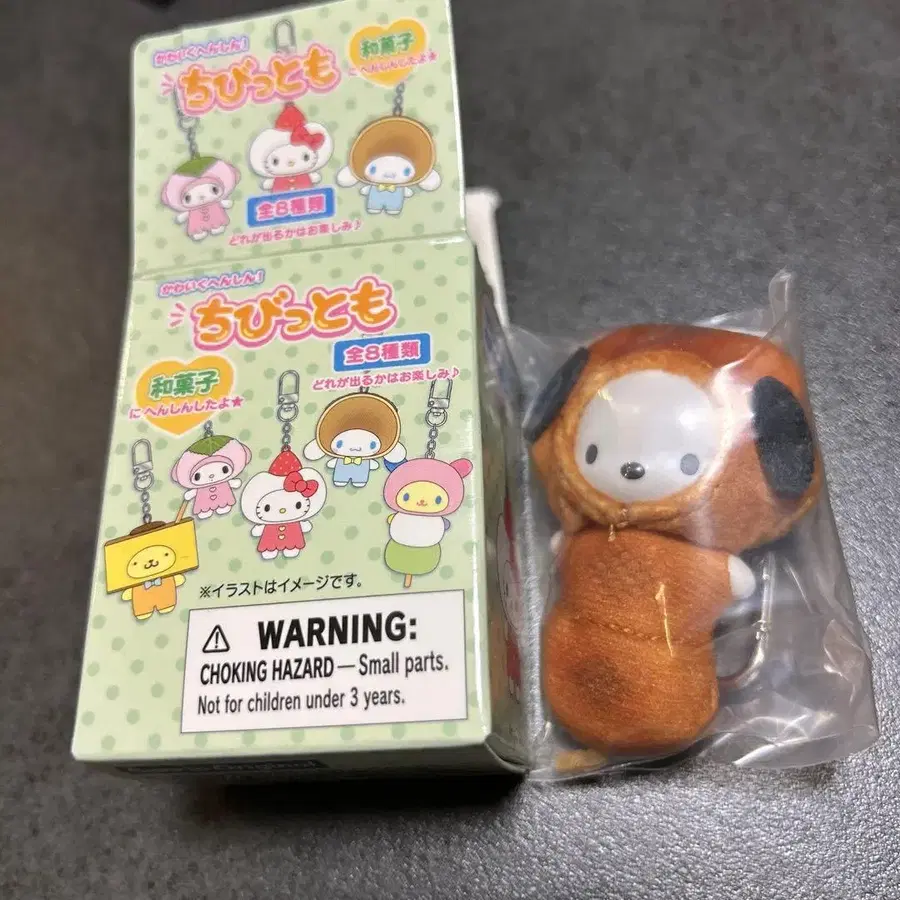 かわいくへんしん!
ちびっとも
和菓子
にへんしんしたよ★
全8種類
どれが出るかはお楽しみ♪
かわいくへんしん!
ちびっとも
全8種類
どれが出るかはお楽しみ♪
和菓子
にへんしんしたよ★
※イラストはイメージです。
WARNING:
CHOKING HAZARD — Small parts.
Not for children under 3 years.
Original